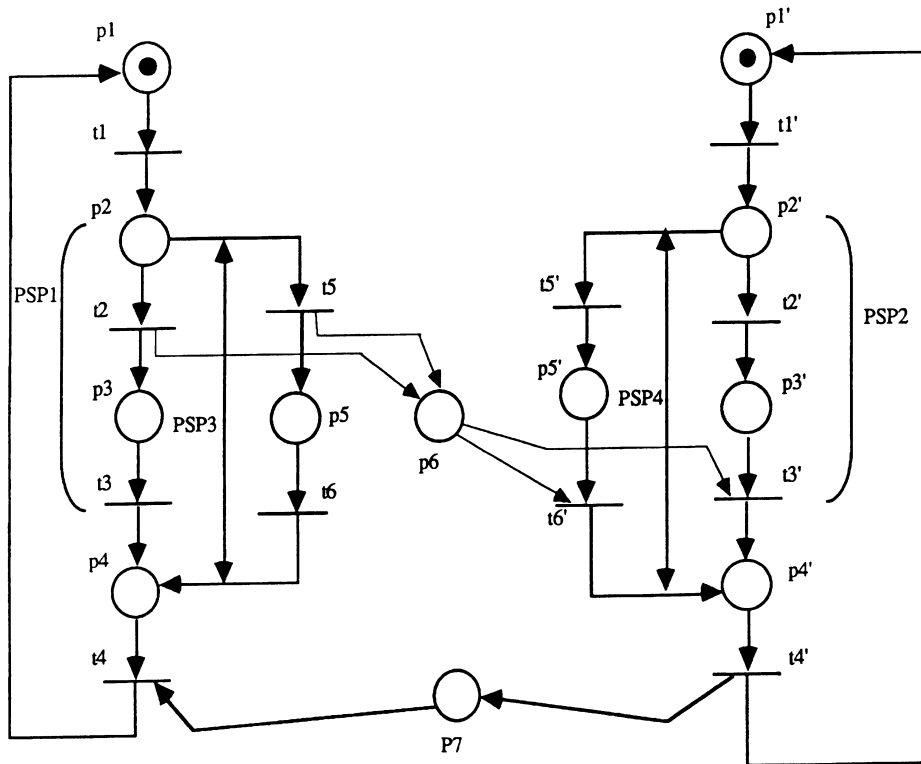 p1
p1'
t1
t1'
p2
p2'
PSP1
t5
t5'
t2
t2'
PSP2
p3
p5'
p3'
PSP3
p5
PSP4
p6
t3
t6
t6'
t3'
p4
p4'
t4
t4'
P7